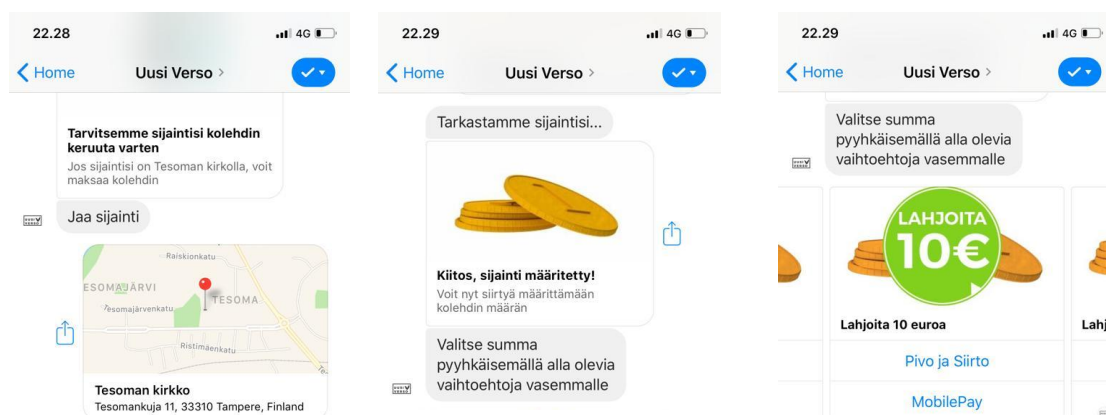 22.28
4G
Home
Uusi Verso >
Tarvitsemme sijaintisi kolehdin
keruuta varten
Jos sijaintisi on Tesoman kirkolla, voit
maksaa kolehdin
Jaa sijainti
Raiskionkatu
ESOMAJÄRVI
TESOMA
Tesomajärvenkatu
Ristimäenkatu
Tesoman kirkko
Tesomankuja 11, 33310 Tampere, Finland
22.29
4G
Home
Uusi Verso >
Tarkastamme sijaintisi...
Kiitos, sijainti määritetty!
Voit nyt siirtyä määrittämään
kolehdin määrän
Valitse summa
pyyhkäisemällä alla olevia
vaihtoehtoja vasemmalle
22.29
4G
Home
Uusi Verso >
Valitse summa
pyyhkäisemällä alla olevia
vaihtoehtoja vasemmalle
LAHJOITA
10€
Lahjoita 10 euroa
Lahj
Pivo ja Siirto
MobilePay